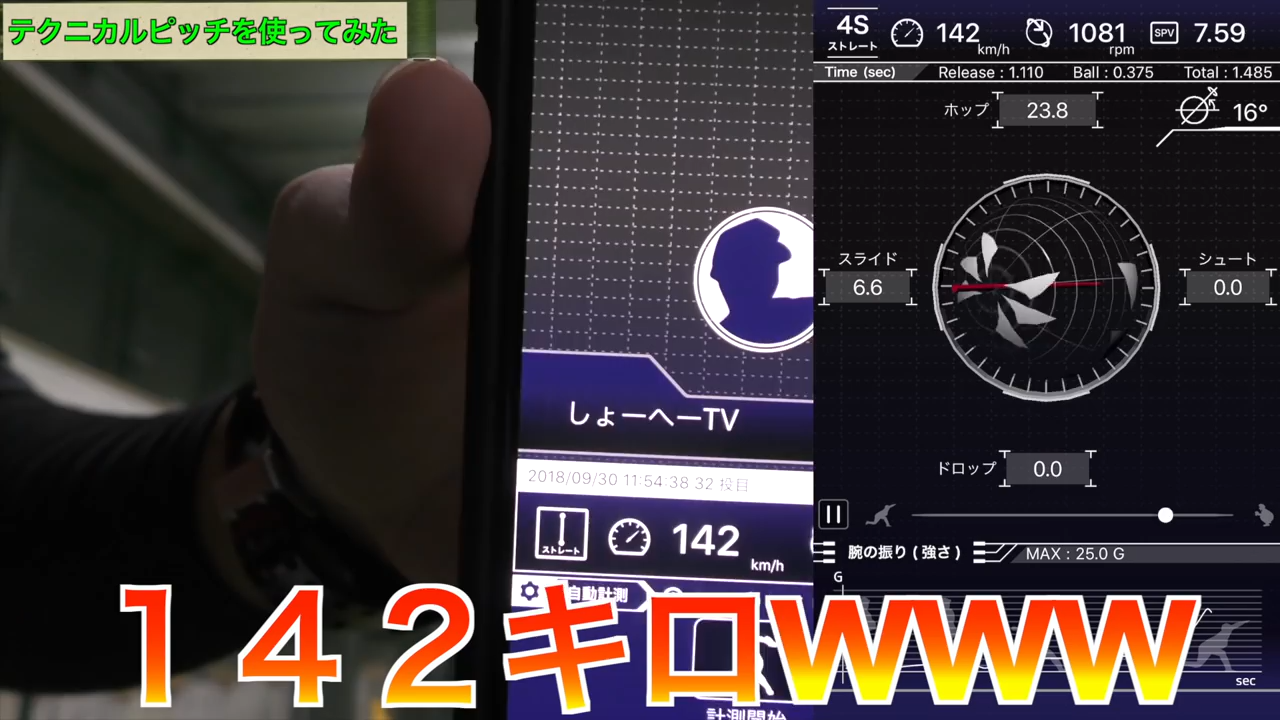 テクニカルピッチを使ってみた
しょーへーTV
2018/09/30 11:54:38 32 投目
ストレート
142
km/h
自動計測
計測開始
4S
ストレート
142 km/h
1081 rpm
SPV 7.59
Time (sec) Release : 1.110 Ball : 0.375 Total : 1.485
ホップ 23.8
16°
スライド
6.6
シュート
0.0
ドロップ 0.0
腕の振り ( 強さ ) MAX : 25.0 G
G
sec
142キロWWW